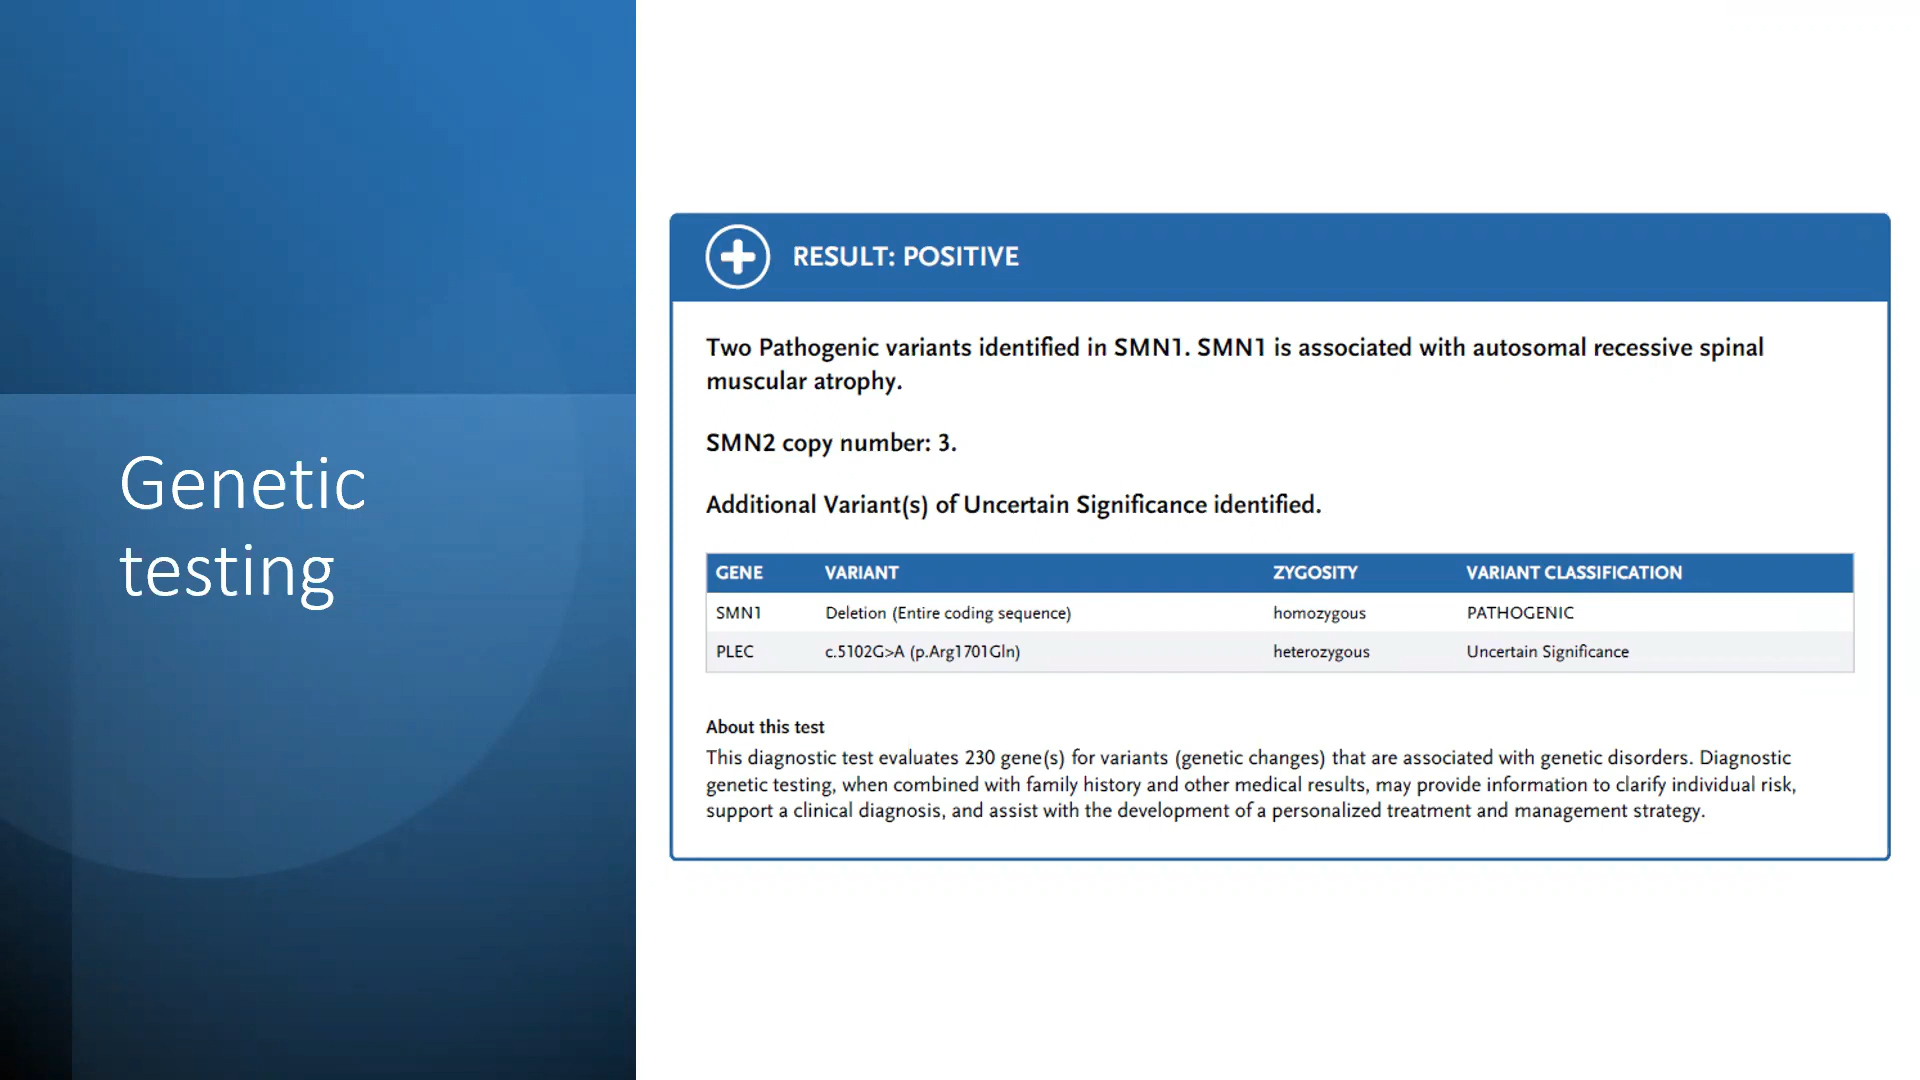 Genetic
testing
RESULT: POSITIVE
Two Pathogenic variants identified in SMN1. SMN1 is associated with autosomal recessive spinal
muscular atrophy.
SMN2 copy number: 3.
Additional Variant(s) of Uncertain Significance identified.
GENE VARIANT ZYGOSITY VARIANT CLASSIFICATION
SMN1 Deletion (Entire coding sequence) homozygous PATHOGENIC
PLEC c.5102G>A (p.Arg1701Gln) heterozygous Uncertain Significance
About this test
This diagnostic test evaluates 230 gene(s) for variants (genetic changes) that are associated with genetic disorders. Diagnostic
genetic testing, when combined with family history and other medical results, may provide information to clarify individual risk,
support a clinical diagnosis, and assist with the development of a personalized treatment and management strategy.